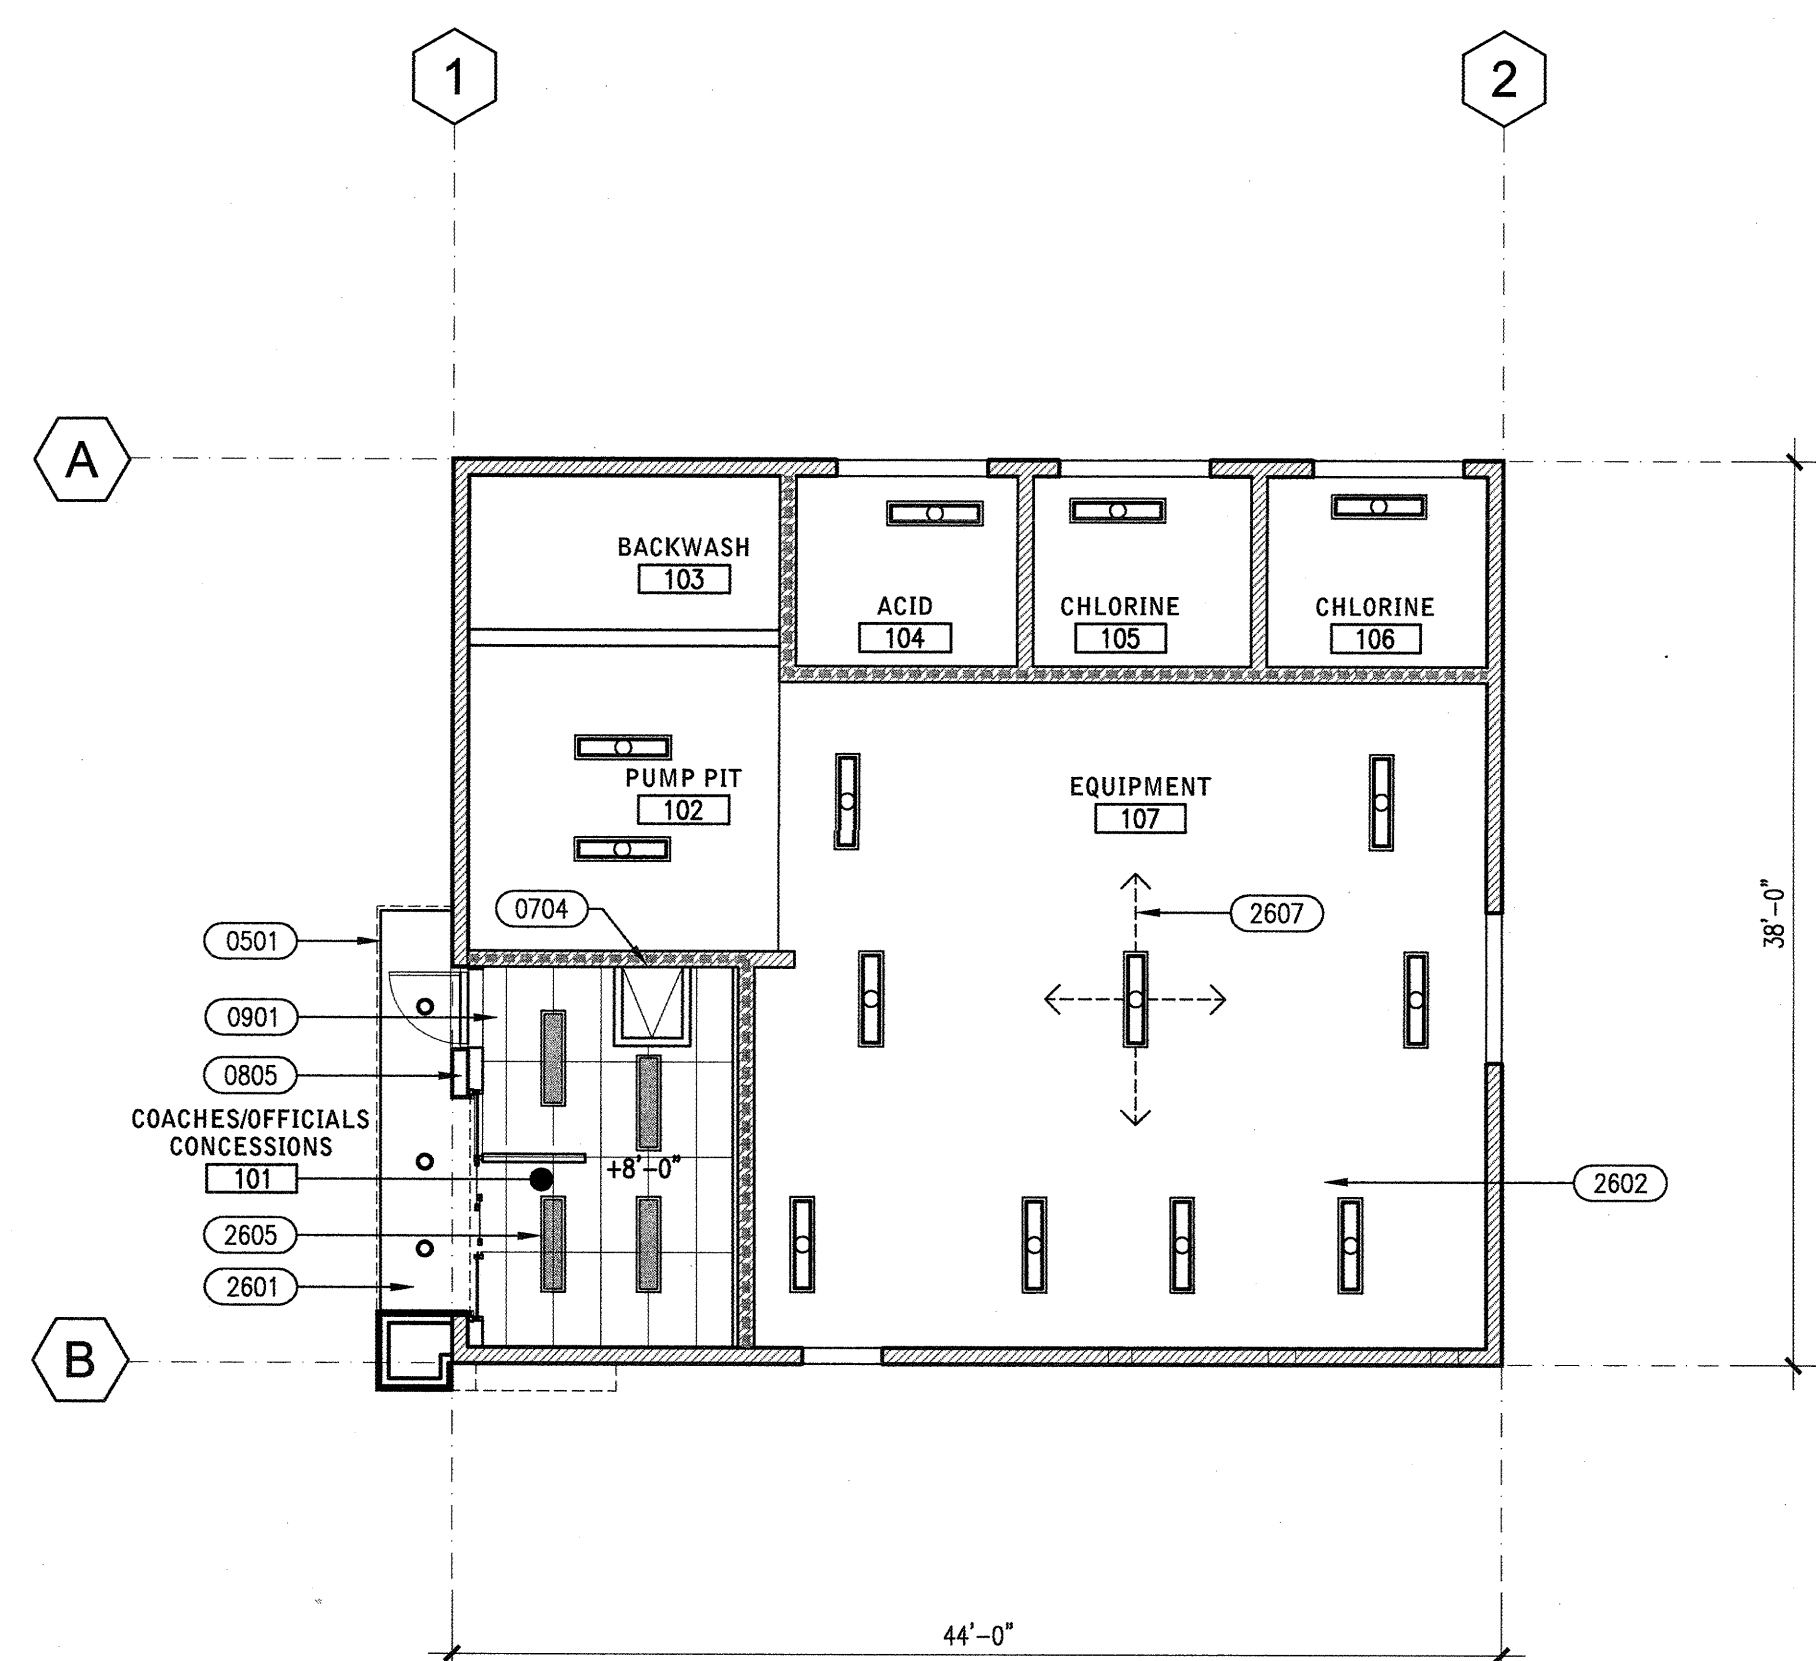 1
2
A
BACKWASH
103
ACID
104
CHLORINE
105
CHLORINE
106
PUMP PIT
102
EQUIPMENT
107
0704
2607
0501
38'-0"
0901
0805
COACHES/OFFICIALS
CONCESSIONS
101
+8'-0"
2602
2605
2601
B
44'-0"